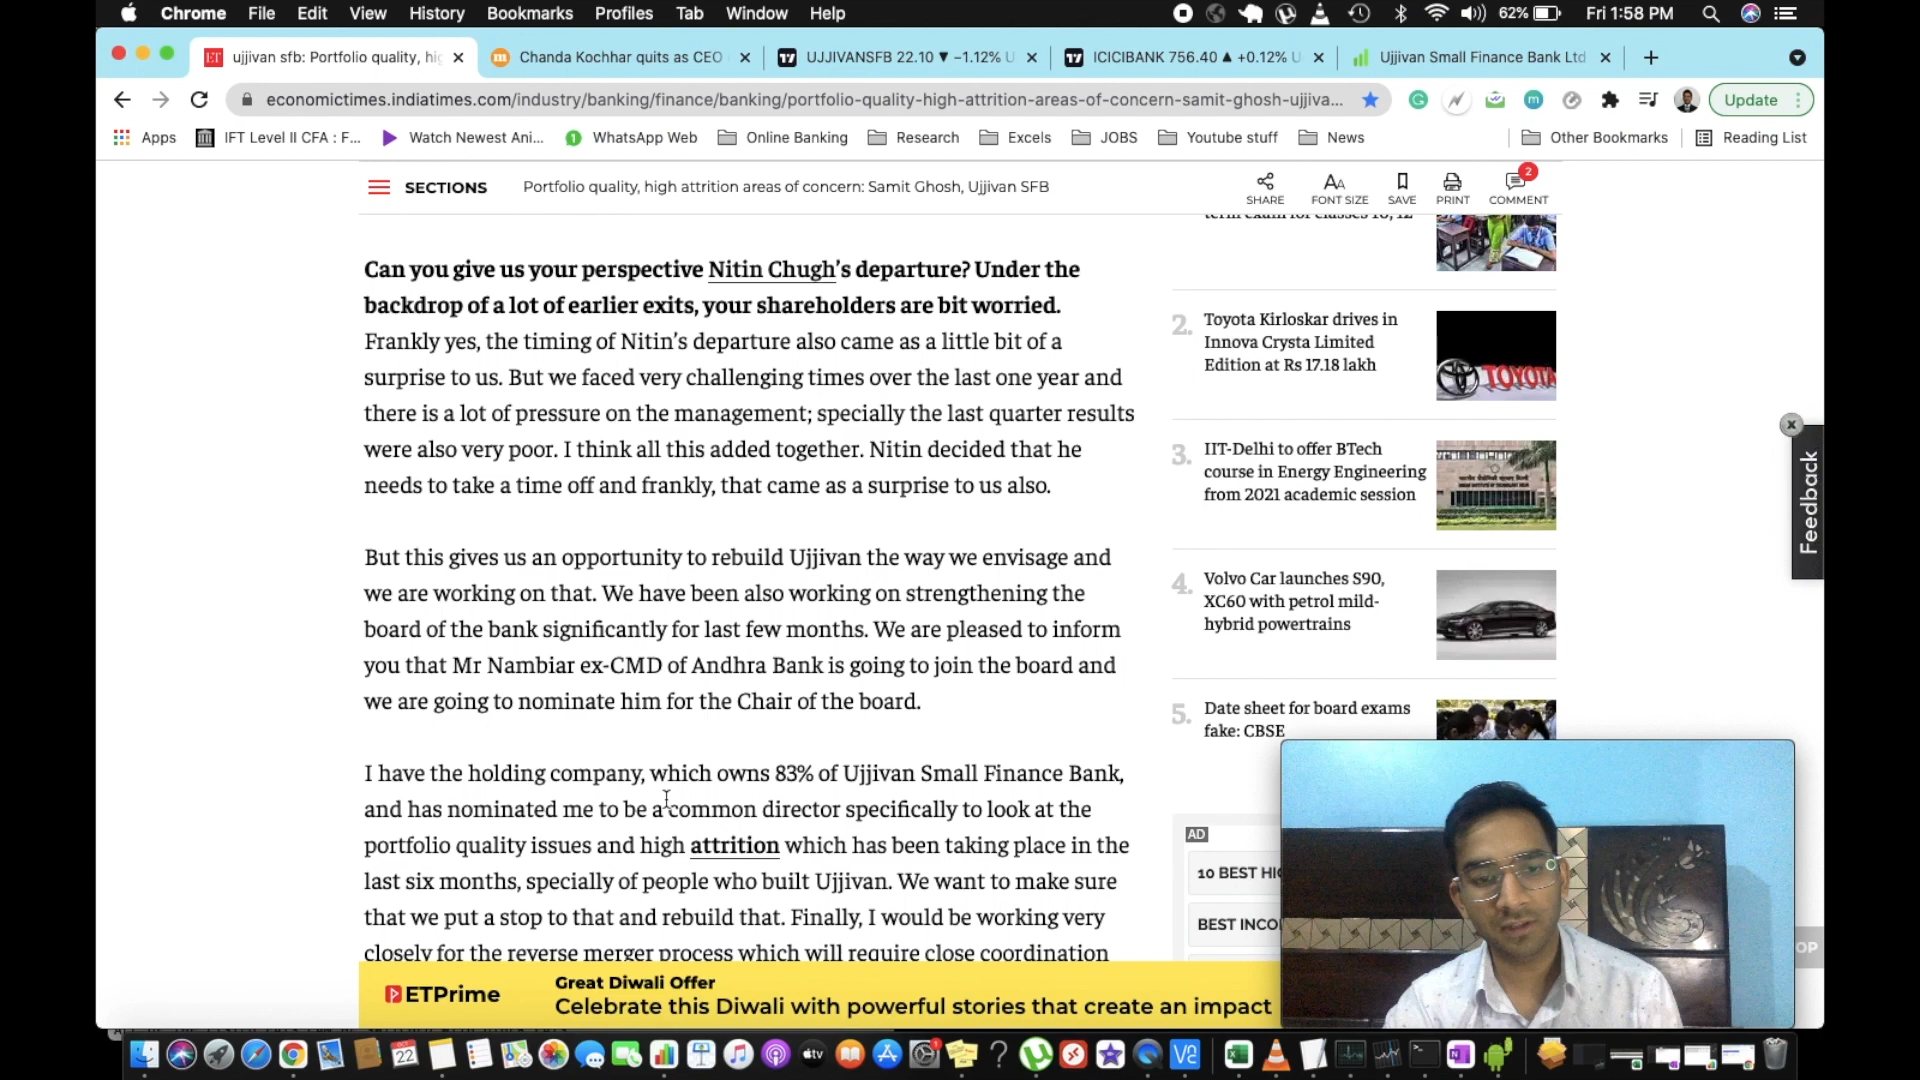 Chrome File Edit View History Bookmarks Profiles Tab Window Help 62% Fri 1:58 PM
ET ujjivan sfb: Portfolio quality, hig Chanda Kochhar quits as CEO UJJIVANSFB 22.10 ▼ −1.12% U ICICIBANK 756.40 ▲ +0.12% U Ujjivan Small Finance Bank Ltd
economictimes.indiatimes.com/industry/banking/finance/banking/portfolio-quality-high-attrition-areas-of-concern-samit-ghosh-ujjiva... Update
Apps IFT Level II CFA : F... Watch Newest Ani... WhatsApp Web Online Banking Research Excels JOBS Youtube stuff News Other Bookmarks Reading List
SECTIONS Portfolio quality, high attrition areas of concern: Samit Ghosh, Ujjivan SFB
SHARE FONT SIZE SAVE PRINT COMMENT 2
Can you give us your perspective Nitin Chugh's departure? Under the
backdrop of a lot of earlier exits, your shareholders are bit worried.
Frankly yes, the timing of Nitin's departure also came as a little bit of a
surprise to us. But we faced very challenging times over the last one year and
there is a lot of pressure on the management; specially the last quarter results
were also very poor. I think all this added together. Nitin decided that he
needs to take a time off and frankly, that came as a surprise to us also.
But this gives us an opportunity to rebuild Ujjivan the way we envisage and
we are working on that. We have been also working on strengthening the
board of the bank significantly for last few months. We are pleased to inform
you that Mr Nambiar ex-CMD of Andhra Bank is going to join the board and
we are going to nominate him for the Chair of the board.
I have the holding company, which owns 83% of Ujjivan Small Finance Bank,
and has nominated me to be a common director specifically to look at the
portfolio quality issues and high attrition which has been taking place in the
last six months, specially of people who built Ujjivan. We want to make sure
that we put a stop to that and rebuild that. Finally, I would be working very
closely for the reverse merger process which will require close coordination
term exam for classes 10, 12
2. Toyota Kirloskar drives in
Innova Crysta Limited
Edition at Rs 17.18 lakh
TOYOTA
3. IIT-Delhi to offer BTech
course in Energy Engineering
from 2021 academic session
4. Volvo Car launches S90,
XC60 with petrol mild-
hybrid powertrains
5. Date sheet for board exams
fake: CBSE
Feedback
AD
10 BEST HI
BEST INCO
OP
ETPrime
Great Diwali Offer
Celebrate this Diwali with powerful stories that create an impact
OCT
22
tv